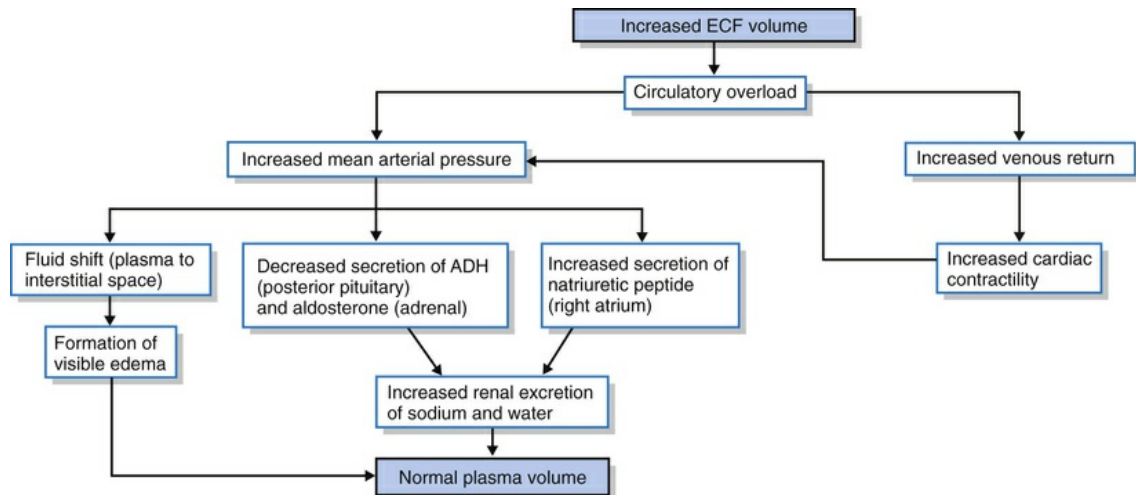 Increased ECF volume
Circulatory overload
Increased mean arterial pressure
Increased venous return
Fluid shift (plasma to
interstitial space)
Decreased secretion of ADH
(posterior pituitary)
and aldosterone (adrenal)
Increased secretion of
natriuretic peptide
(right atrium)
Increased cardiac
contractility
Formation of
visible edema
Increased renal excretion
of sodium and water
Normal plasma volume